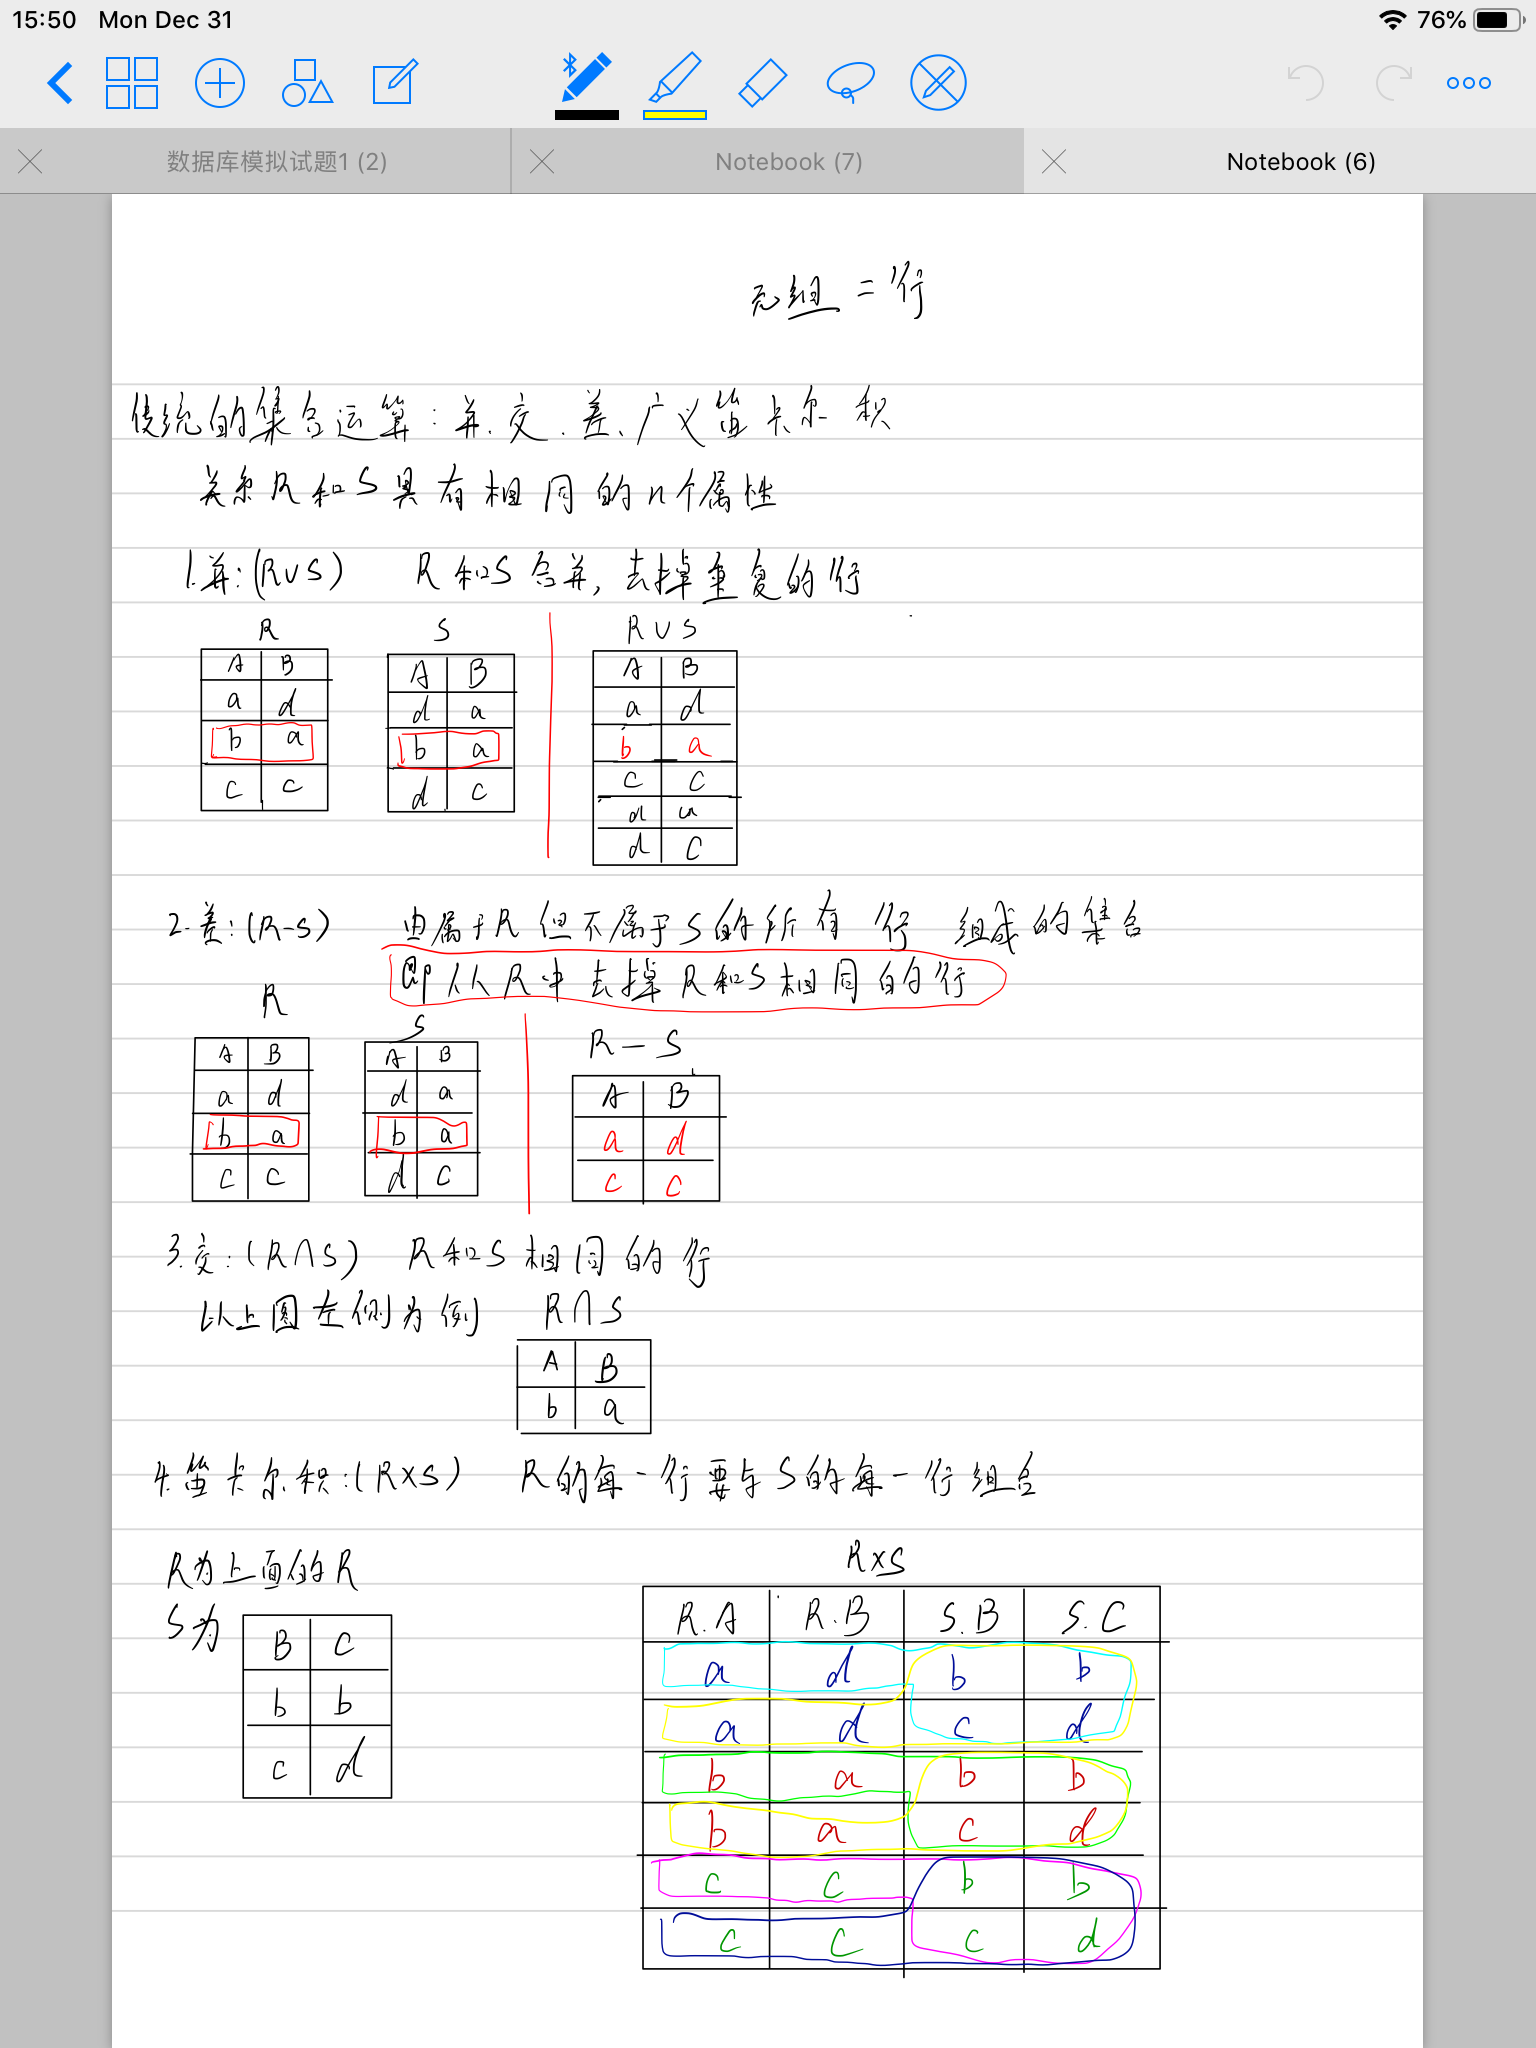 15:50 Mon Dec 31 76%
数据库模拟试题1 (2) Notebook (7) Notebook (6)
元组 = 行
传统的集合运算：并、交、差、广义笛卡尔积
关系R和S具有相同的n个属性
1.并：(R∪S) R和S合并，去掉重复的行
R S R∪S
A B A B A B
a d d a a d
b a b a b a
c c d c c c
d a
d c
2.差：(R-S) 由属于R但不属于S的所有行组成的集合
即从R中去掉R和S相同的行
R S R-S
A B A B A B
a d d a a d
b a b a c c
c c d c
3.交：(R∩S) R和S相同的行
以上图左侧为例 R∩S
A B
b a
4.笛卡尔积：(R×S) R的每一行要与S的每一行组合
R为上面的R
S为
B C
b b
c d
R×S
R.A R.B S.B S.C
a d b b
a d c d
b a b b
b a c d
c c b b
c c c d